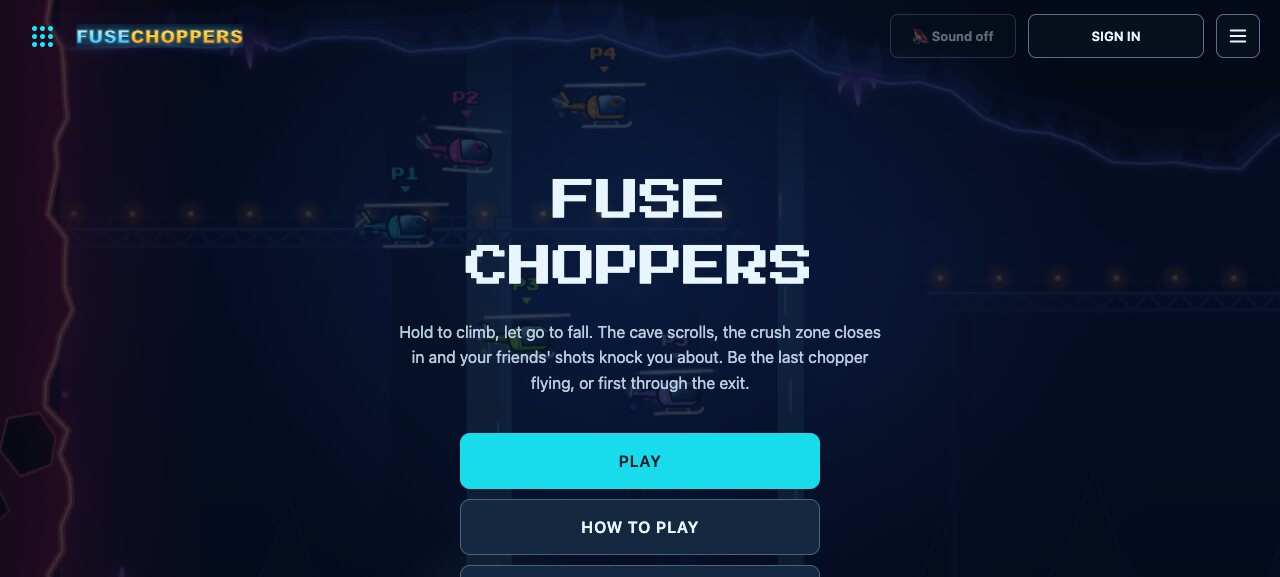 FUSECHOPPERS
Sound off
SIGN IN
P4
P2
P1
FUSE
CHOPPERS
P3
Hold to climb, let go to fall. The cave scrolls, the crush zone closes
in and your friends' shots knock you about. Be the last chopper
flying, or first through the exit.
P5
PLAY
HOW TO PLAY